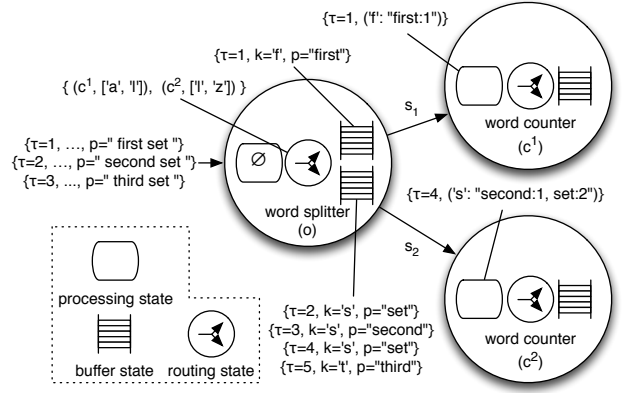 {τ=1, ('f': "first:1")}
{τ=1, k='f', p="first"}
{ (c¹, ['a', 'l']), (c², ['l', 'z']) }
s₁
word counter
(c¹)
{τ=1, ..., p=" first set "}
{τ=2, ..., p=" second set "}
{τ=3, ..., p=" third set "}
∅
word splitter
(o)
{τ=4, ('s': "second:1, set:2")}
s₂
processing state
buffer state
routing state
{τ=2, k='s', p="set"}
{τ=3, k='s', p="second"}
{τ=4, k='s', p="set"}
{τ=5, k='t', p="third"}
word counter
(c²)